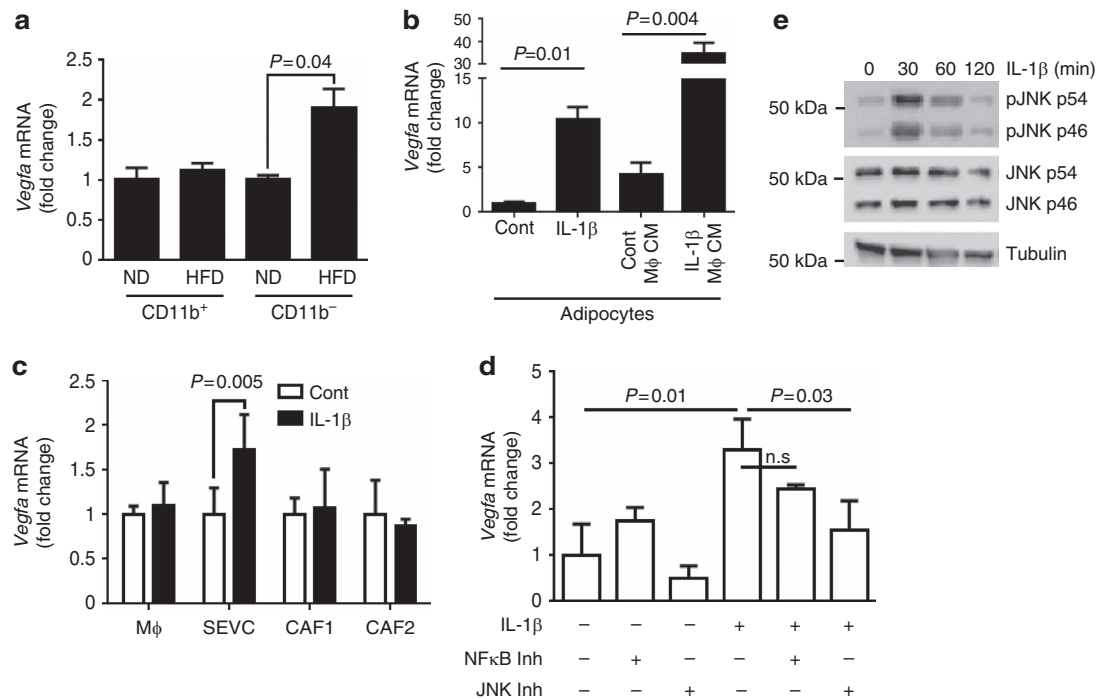 a
Vegfa mRNA
(fold change)
2.5
2
1.5
1
0.5
0
P=0.04
ND HFD ND HFD
CD11b⁺ CD11b⁻
b
Vegfa mRNA
(fold change)
50
40
30
20
10
5
0
P=0.01
P=0.004
Cont
IL-1β
Cont
Mϕ CM
IL-1β
Mϕ CM
Adipocytes
e
0 30 60 120 IL-1β (min)
50 kDa
pJNK p54
pJNK p46
50 kDa
JNK p54
JNK p46
50 kDa
Tubulin
c
Vegfa mRNA
(fold change)
2.5
2
1.5
1
0.5
0
P=0.005
Cont
IL-1β
Mϕ SEVC CAF1 CAF2
d
Vegfa mRNA
(fold change)
5
4
3
2
1
0
P=0.01
P=0.03
n.s
IL-1β − − − + + +
NFκB Inh − + − − + −
JNK Inh − − + − − +